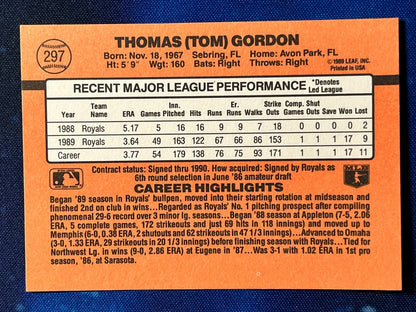 297
THOMAS (TOM) GORDON
Born: Nov. 18, 1967 Sebring, FL Home: Avon Park, FL
Ht: 5´9" Wgt: 160 Bats: Right Throws: Right
©1989 LEAF, INC.
Printed in USA
RECENT MAJOR LEAGUE PERFORMANCE *Denotes Led League
Year Team Name ERA Games Inn. Pitched Hits Runs Er. Runs Walks Strike Outs Comp. Games Shut Outs Saves Won Lost
1988 Royals 5.17 5 16 16 9 9 7 18 0 0 0 0 2
1989 Royals 3.64 49 163 122 67 66 86 153 1 1 1 17 9
Career 3.77 54 179 138 76 75 93 171 1 1 1 17 11
Contract status: Signed thru 1990. How acquired: Signed by Royals as
6th round selection in June '86 amateur draft
CAREER HIGHLIGHTS
Began '89 season in Royals' bullpen, moved into starting rotation at midseason and
finished 2nd on club in wins...Regarded as Royals' No. 1 pitching prospect after compiling
phenomenal 29-6 record over 3 minor lg. seasons...Began '88 season at Appleton (7-5, 2.06
ERA, 5 complete games, 172 strikeouts and just 69 hits in 118 innings) and moved up to
Memphis (6-0, 0.38 ERA, 2 shutouts and 62 strikeouts in 47 1/3 innings)...Advanced to Omaha
(3-0, 1.33 ERA, 29 strikeouts in 20 1/3 innings) before finishing season with Royals...Tied for
Northwest Lg. in wins (9-0, 2.81 ERA) at Eugene in '87...Was 3-1 with 1.02 ERA in 1st pro
season, '86, at Sarasota.